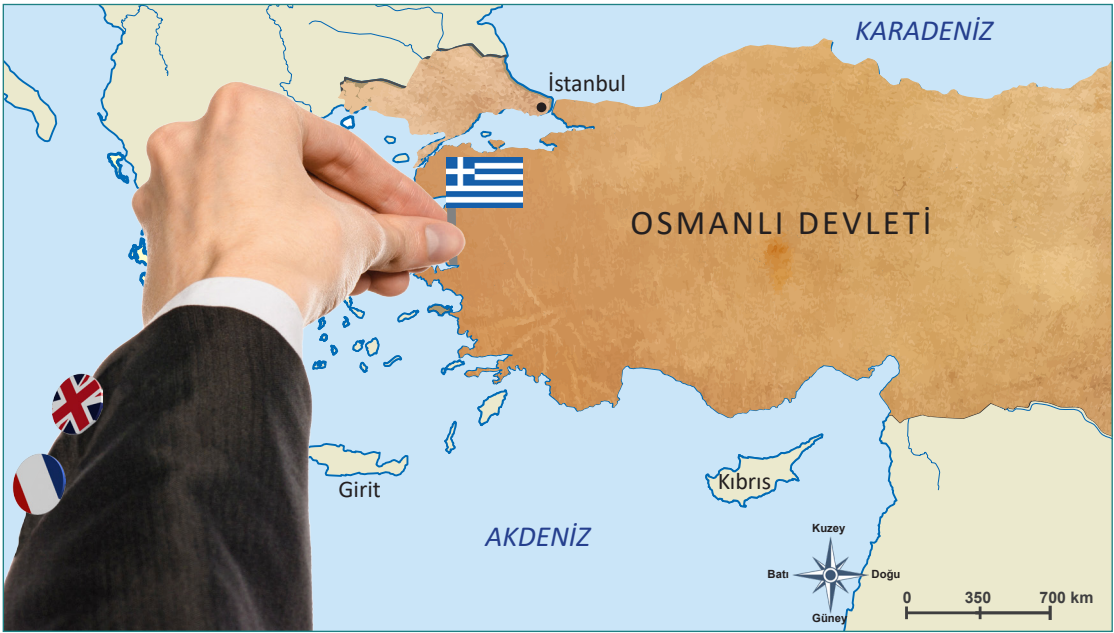 KARADENİZ
İstanbul
OSMANLI DEVLETİ
Girit
Kıbrıs
AKDENİZ
Kuzey
Batı
Doğu
Güney
0 350 700 km